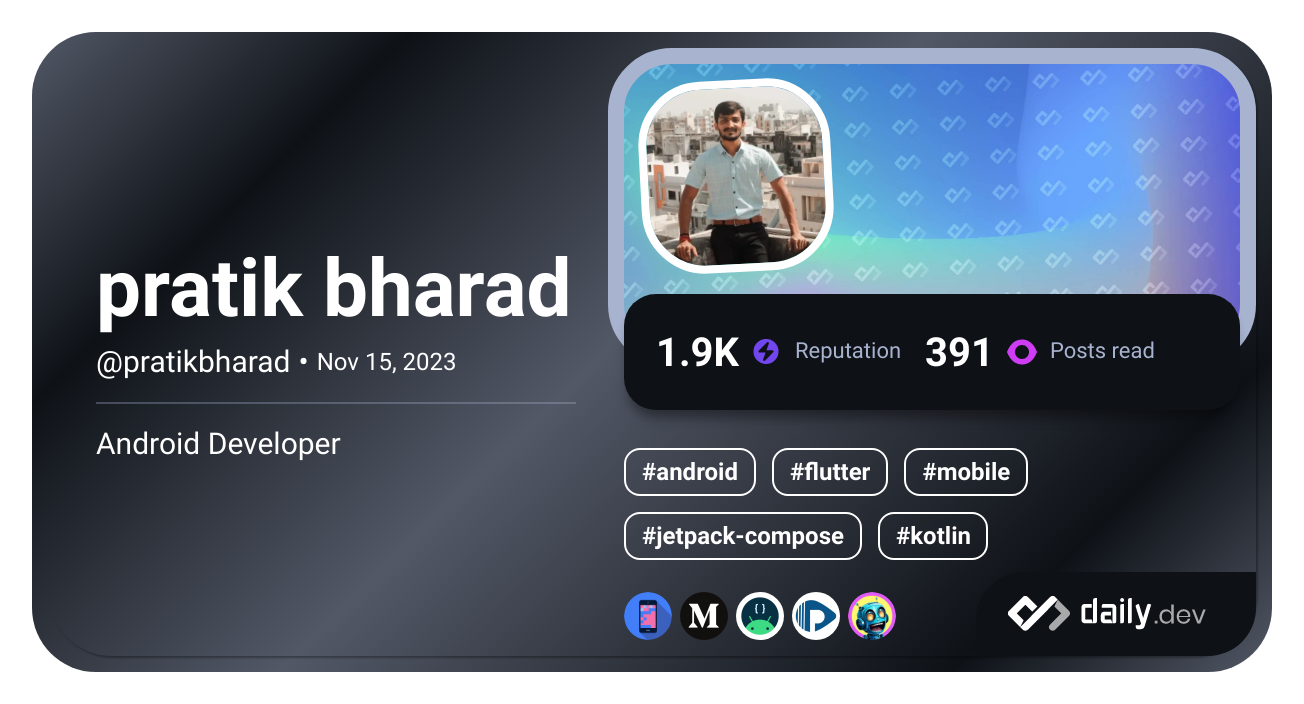 pratik bharad
@pratikbharad • Nov 15, 2023
Android Developer
1.9K Reputation 391 Posts read
#android #flutter #mobile
#jetpack-compose #kotlin
M {} P
daily.dev